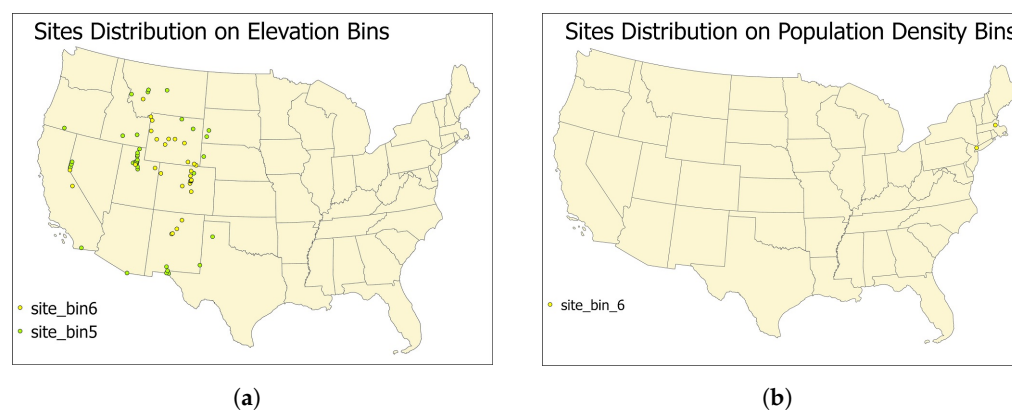 Sites Distribution on Elevation Bins
site_bin6
site_bin5
(a)
Sites Distribution on Population Density Bins
site_bin_6
(b)